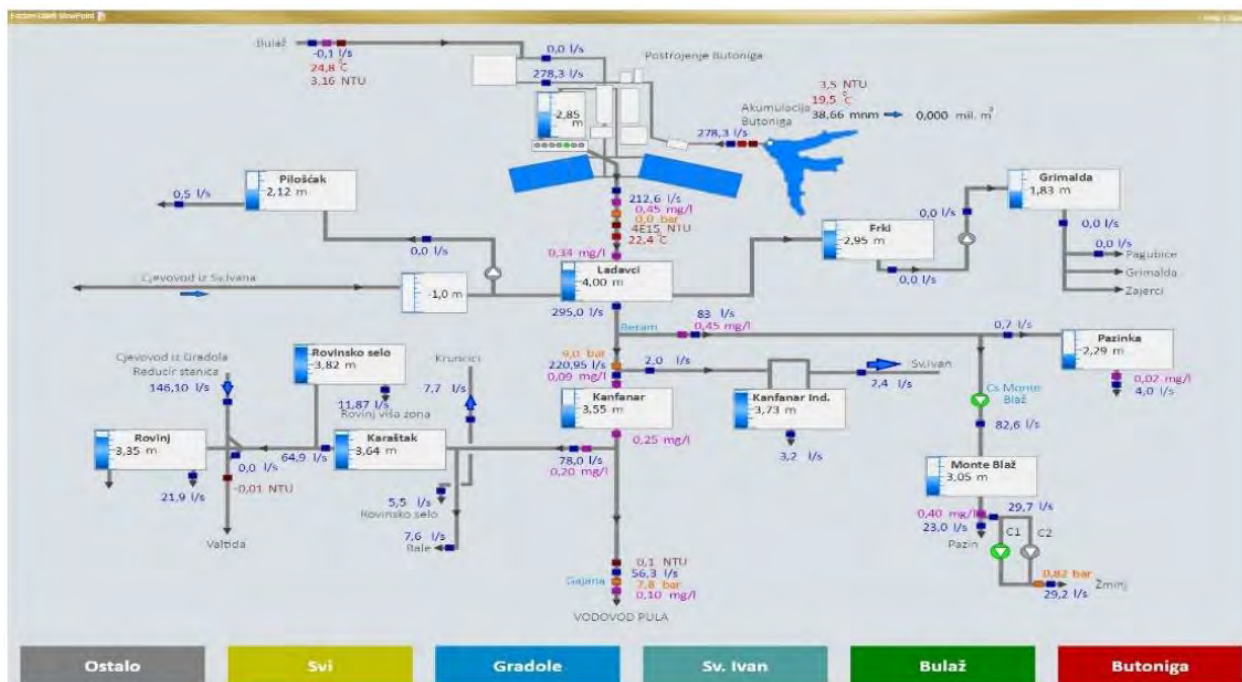 FactoryTalk® ViewPoint
Bulaž
-0,1 l/s
24,8 °C
3,16 NTU
0,0 l/s
278,3 l/s
Postrojenje Butoniga
2,85
m
3,5 NTU
19,5 °C
Akumulacija
Butoniga
38,66 mnm
0,000 mil. m³
278,3 l/s
Pilošćak
2,12 m
0,5 l/s
0,0 l/s
212,6 l/s
0,45 mg/l
0,0 bar
4E15 NTU
22,4 °C
0,34 mg/l
Grimalda
1,83 m
0,0 l/s
0,0 l/s
0,0 l/s
Pagubice
Grimalda
Zajerci
Frki
2,95 m
0,0 l/s
Cjevovod iz Sv.Ivana
-1,0 m
Ladavci
4,00 m
295,0 l/s
Beram
83 l/s
0,45 mg/l
0,7 l/s
Pazinka
2,29 m
0,02 mg/l
4,0 l/s
Cjevovod iz Gradola
Reducir stanica
146,10 l/s
Rovinsko selo
3,82 m
11,87 l/s
Rovinj viša zona
Kruncici
7,7 l/s
9,0 bar
220,95 l/s
0,09 mg/l
2,0 l/s
Kanfanar
3,55 m
0,25 mg/l
Kanfanar Ind.
3,73 m
3,2 l/s
Sv.Ivan
2,4 l/s
Cs Monte
Blaž
82,6 l/s
Rovinj
3,35 m
21,9 l/s
64,9 l/s
0,0 l/s
-0,01 NTU
Valtida
Karaštak
3,64 m
78,0 l/s
0,20 mg/l
5,5 l/s
Rovinsko selo
7,6 l/s
Bale
Monte Blaž
3,05 m
0,40 mg/l
23,0 l/s
Pazin
29,7 l/s
C1
C2
0,82 bar
29,2 l/s
Žminj
Gajana
0,1 NTU
56,3 l/s
7,8 bar
0,10 mg/l
VODOVOD PULA
Ostalo
Svi
Gradole
Sv. Ivan
Bulaž
Butoniga